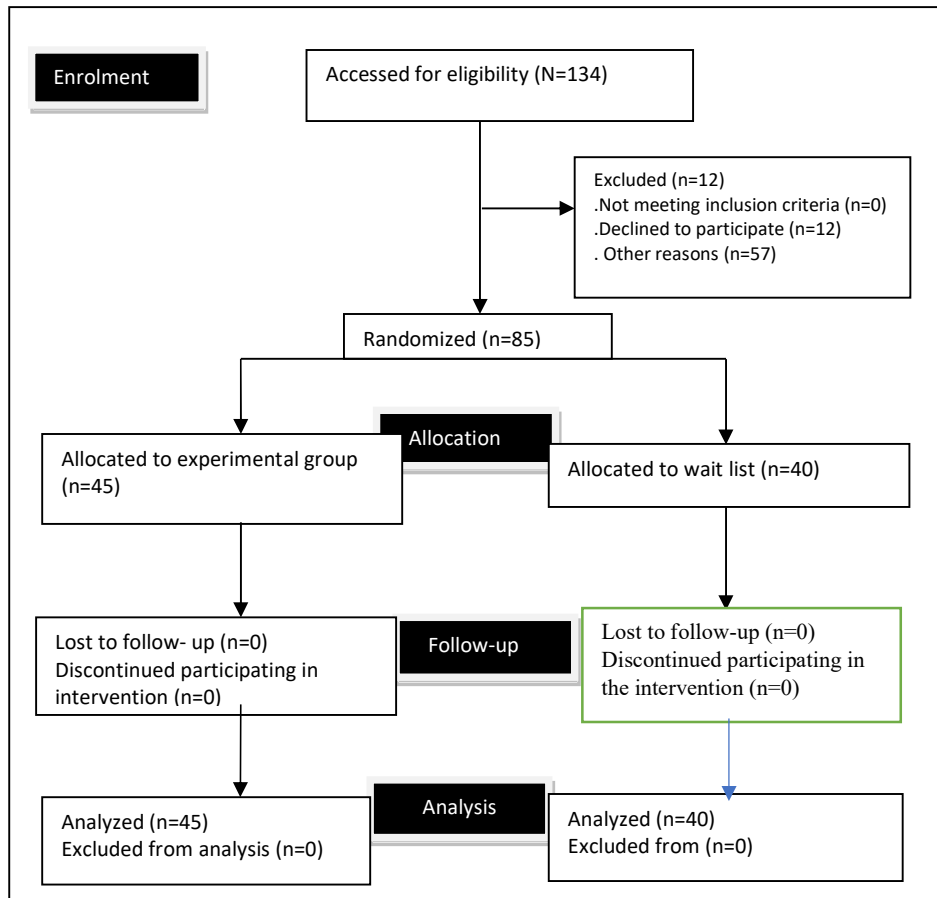 Enrolment
Accessed for eligibility (N=134)
Excluded (n=12)
.Not meeting inclusion criteria (n=0)
.Declined to participate (n=12)
. Other reasons (n=57)
Randomized (n=85)
Allocation
Allocated to experimental group
(n=45)
Allocated to wait list (n=40)
Lost to follow- up (n=0)
Discontinued participating in
intervention (n=0)
Follow-up
Lost to follow-up (n=0)
Discontinued participating in
the intervention (n=0)
Analysis
Analyzed (n=45)
Excluded from analysis (n=0)
Analyzed (n=40)
Excluded from (n=0)